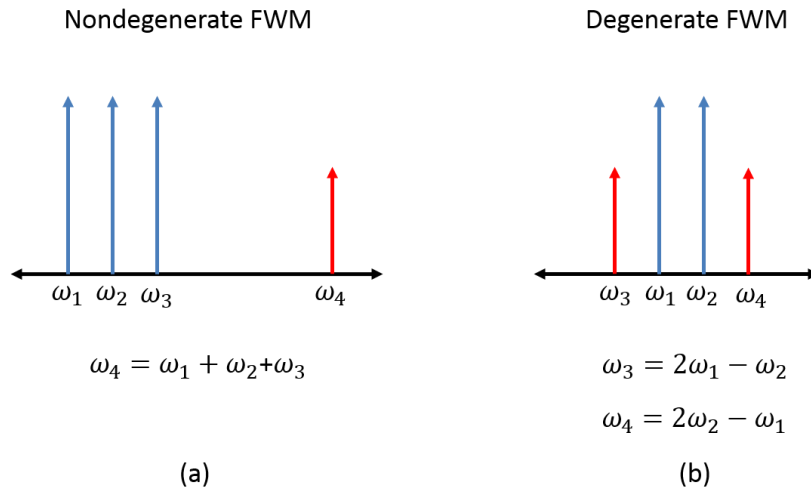 Nondegenerate FWM
Degenerate FWM
ω₁ ω₂ ω₃ ω₄
ω₃ ω₁ ω₂ ω₄
ω₄ = ω₁ + ω₂+ω₃
ω₃ = 2ω₁ − ω₂
ω₄ = 2ω₂ − ω₁
(a)
(b)